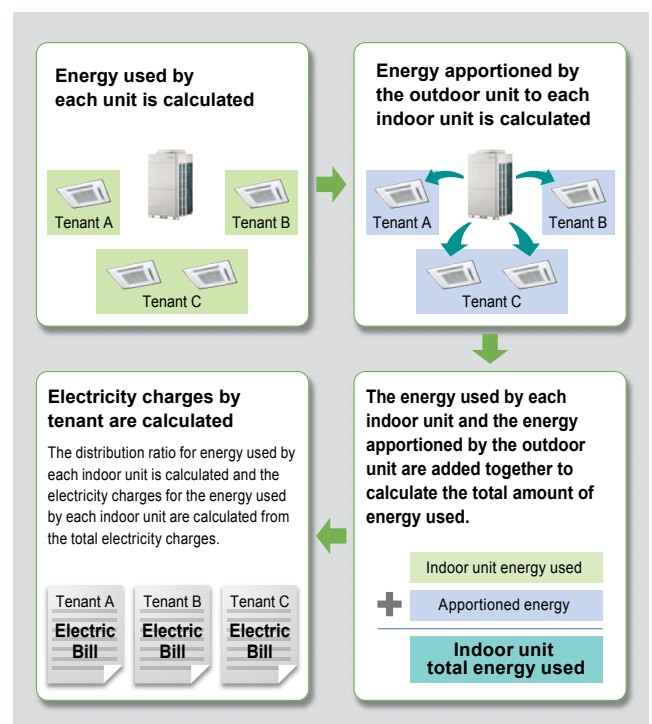 Energy used by
each unit is calculated
Tenant A
Tenant B
Tenant C
Energy apportioned by
the outdoor unit to each
indoor unit is calculated
Tenant A
Tenant B
Tenant C
The energy used by each
indoor unit and the energy
apportioned by the outdoor
unit are added together to
calculate the total amount of
energy used.
Indoor unit energy used
Apportioned energy
Indoor unit
total energy used
Electricity charges by
tenant are calculated
The distribution ratio for energy used by
each indoor unit is calculated and the
electricity charges for the energy used
by each indoor unit are calculated from
the total electricity charges.
Tenant A
Electric
Bill
Tenant B
Electric
Bill
Tenant C
Electric
Bill